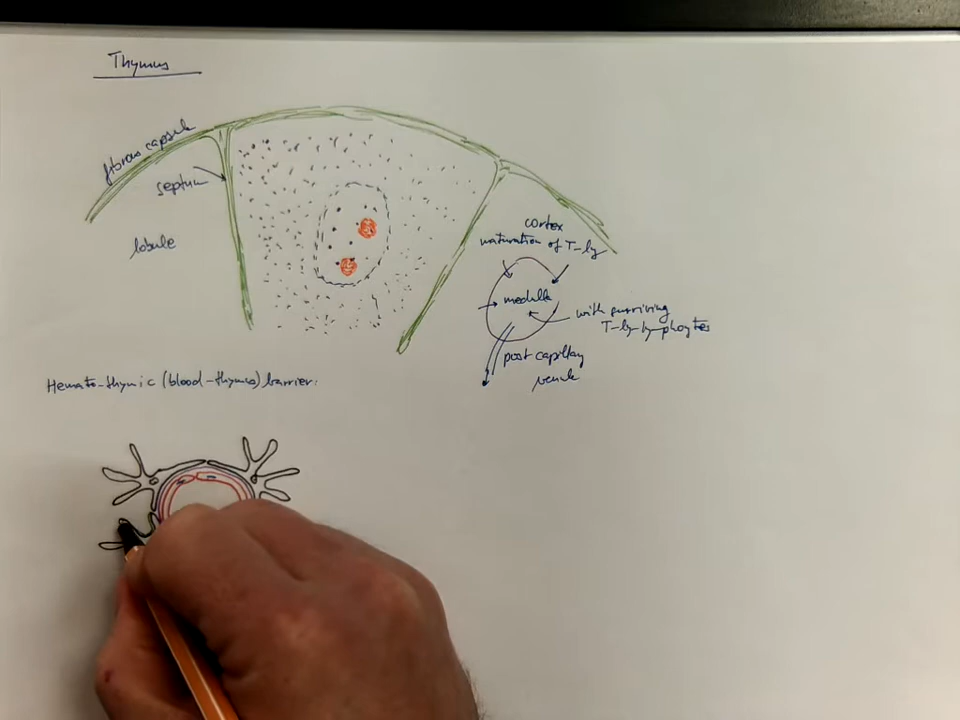 Thymus
fibrous capsule
septum
lobule
cortex
maturation of T-ly
medulla
with surviving
T-ly-lymphocytes
post capillary
venule
Hemato-thymic (blood-thymus) barrier: